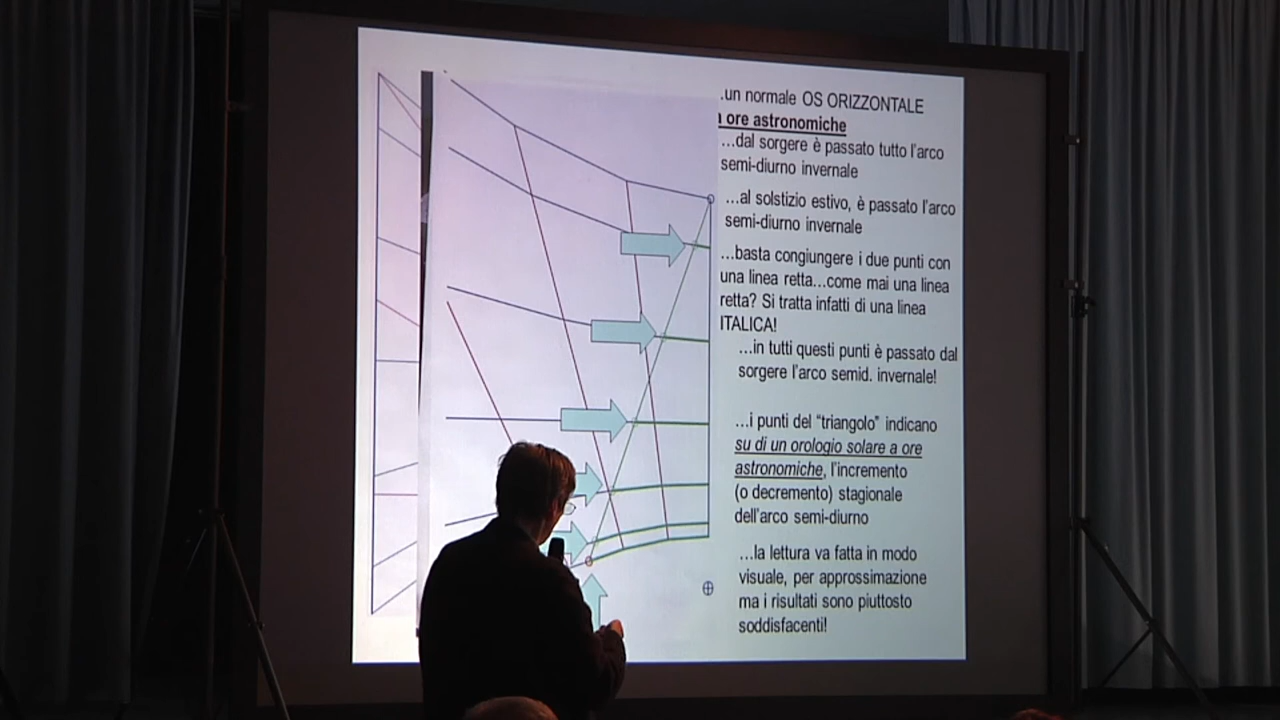 .un normale OS ORIZZONTALE
ore astronomiche
...dal sorgere è passato tutto l'arco
semi-diurno invernale
...al solstizio estivo, è passato l'arco
semi-diurno invernale
...basta congiungere i due punti con
una linea retta...come mai una linea
retta? Si tratta infatti di una linea
ITALICA!
...in tutti questi punti è passato dal
sorgere l'arco semid. invernale!
...i punti del "triangolo" indicano
su di un orologio solare a ore
astronomiche, l'incremento
(o decremento) stagionale
dell'arco semi-diurno
...la lettura va fatta in modo
visuale, per approssimazione
ma i risultati sono piuttosto
soddisfacenti!